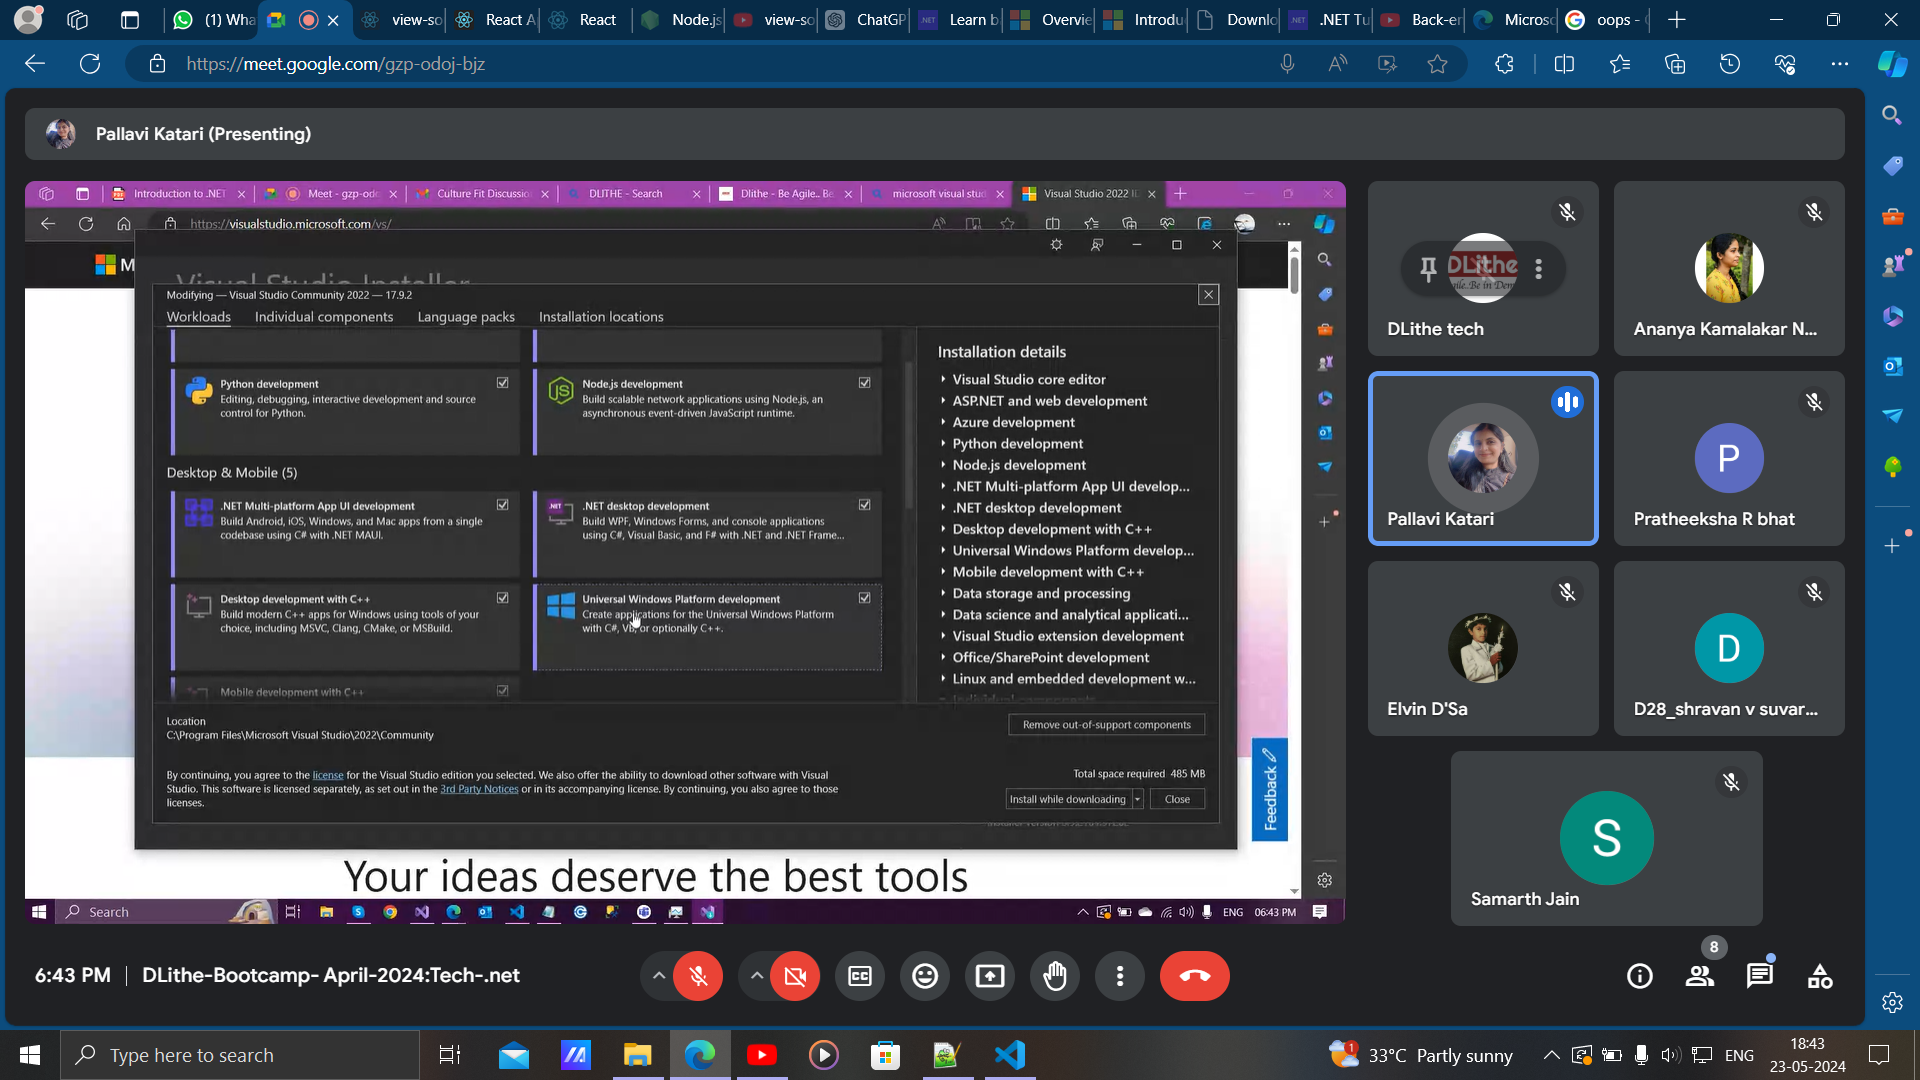 (1) Wha
view-so
React A
React
Node.js
view-so
ChatGP
Learn b
Overvie
Introdu
Downlo
.NET Tu
Back-en
Microso
oops -
https://meet.google.com/gzp-odoj-bjz
Pallavi Katari (Presenting)
Introduction to .NET
Meet - gzp-odo
Culture Fit Discussio
DLITHE - Search
Dlithe - Be Agile.. Be
microsoft visual stud
Visual Studio 2022 ID
https://visualstudio.microsoft.com/vs/
Visual Studio Installer
Modifying — Visual Studio Community 2022 — 17.9.2
Workloads
Individual components
Language packs
Installation locations
Python development
Editing, debugging, interactive development and source
control for Python.
Node.js development
Build scalable network applications using Node.js, an
asynchronous event-driven JavaScript runtime.
Desktop & Mobile (5)
.NET Multi-platform App UI development
Build Android, iOS, Windows, and Mac apps from a single
codebase using C# with .NET MAUI.
.NET desktop development
Build WPF, Windows Forms, and console applications
using C#, Visual Basic, and F# with .NET and .NET Frame...
Desktop development with C++
Build modern C++ apps for Windows using tools of your
choice, including MSVC, Clang, CMake, or MSBuild.
Universal Windows Platform development
Create applications for the Universal Windows Platform
with C#, VB, or optionally C++.
Mobile development with C++
Installation details
Visual Studio core editor
ASP.NET and web development
Azure development
Python development
Node.js development
.NET Multi-platform App UI develop...
.NET desktop development
Desktop development with C++
Universal Windows Platform develop...
Mobile development with C++
Data storage and processing
Data science and analytical applicati...
Visual Studio extension development
Office/SharePoint development
Linux and embedded development w...
Individual components
Location
C:\Program Files\Microsoft Visual Studio\2022\Community
Remove out-of-support components
By continuing, you agree to the license for the Visual Studio edition you selected. We also offer the ability to download other software with Visual
Studio. This software is licensed separately, as set out in the 3rd Party Notices or in its accompanying license. By continuing, you also agree to those
licenses.
Total space required 485 MB
Install while downloading
Close
Feedback
Your ideas deserve the best tools
Search
ENG
06:43 PM
DLithe
DLithe tech
Ananya Kamalakar N...
Pallavi Katari
P
Pratheeksha R bhat
Elvin D'Sa
D
D28_shravan v suvar...
S
Samarth Jain
6:43 PM
DLithe-Bootcamp- April-2024:Tech-.net
8
Type here to search
33°C Partly sunny
ENG
18:43
23-05-2024